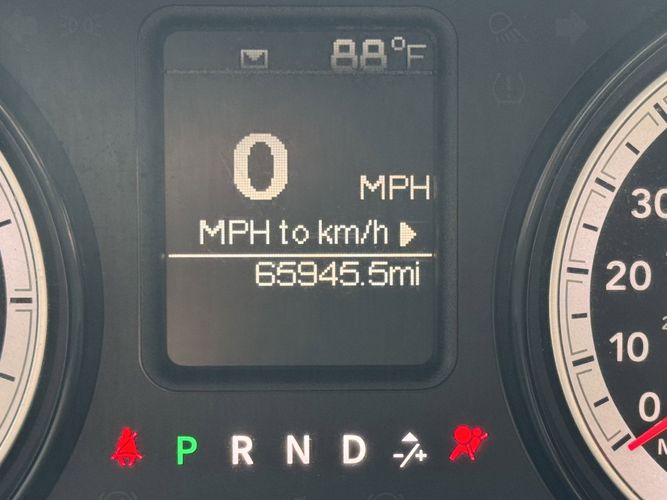 88°F
0
MPH
MPH to km/h
65945.5mi
P R N D -/+
30
20
10
0